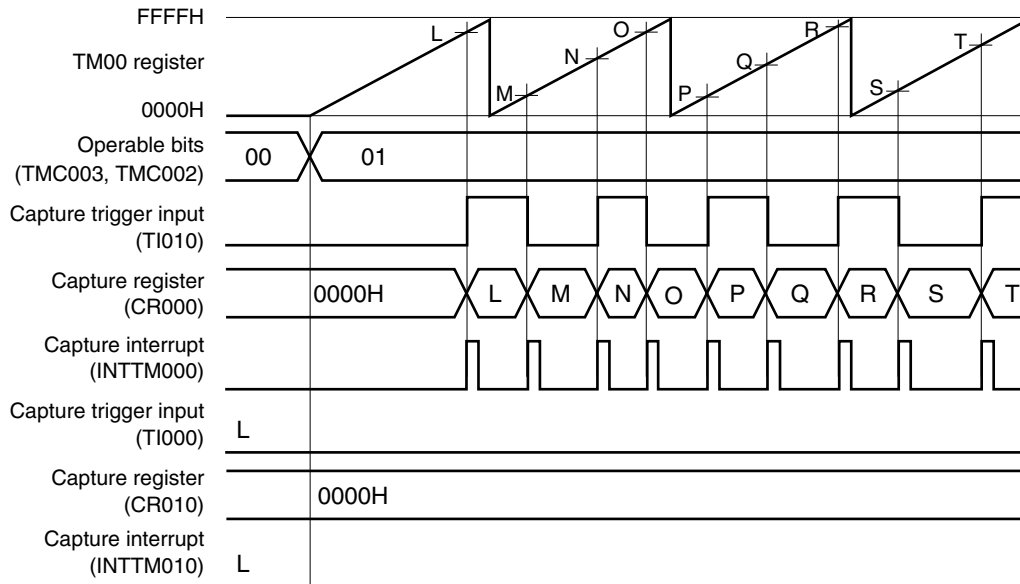 FFFFH
TM00 register
0000H
L M N O P Q R S T
Operable bits
(TMC003, TMC002)
00 01
Capture trigger input
(TI010)
Capture register
(CR000)
0000H L M N O P Q R S T
Capture interrupt
(INTTM000)
Capture trigger input
(TI000)
L
Capture register
(CR010)
0000H
Capture interrupt
(INTTM010)
L